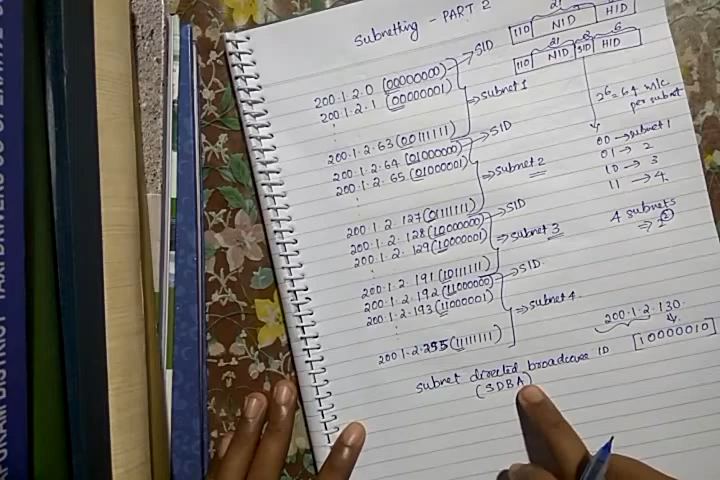 Subnetting - PART 2
200.1.2.0 (00000000) → SID
200.1.2.1 (00000001)
⇒ subnet 1
200.1.2.63 (00111111)
200.1.2.64 (01000000) → SID
200.1.2.65 (01000001)
⇒ subnet 2
200.1.2.127 (01111111)
200.1.2.128 (10000000) → SID
200.1.2.129 (10000001)
⇒ subnet 3
200.1.2.191 (10111111)
200.1.2.192 (11000000) → SID
200.1.2.193 (11000001)
⇒ subnet 4
200.1.2.255 (11111111)
subnet directed broadcast ID
(SDBA)
21
110 NID HID
21 2 6
110 NID SID HID
2^6 = 64 m/c
per subnet
00 → subnet 1
01 → 2
10 → 3
11 → 4
4 subnets
⇒ 2^2
200.1.2.130
10000010